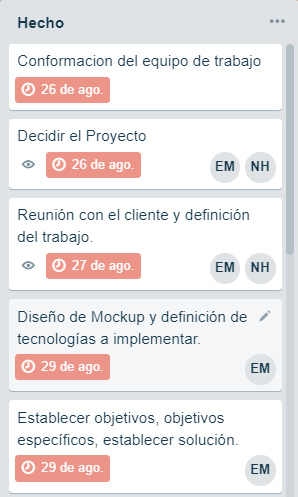 Hecho
Conformacion del equipo de trabajo
26 de ago.
Decidir el Proyecto
26 de ago.
EM NH
Reunión con el cliente y definición
del trabajo.
27 de ago.
EM NH
Diseño de Mockup y definición de
tecnologías a implementar.
29 de ago.
EM
Establecer objetivos, objetivos
específicos, establecer solución.
29 de ago.
EM